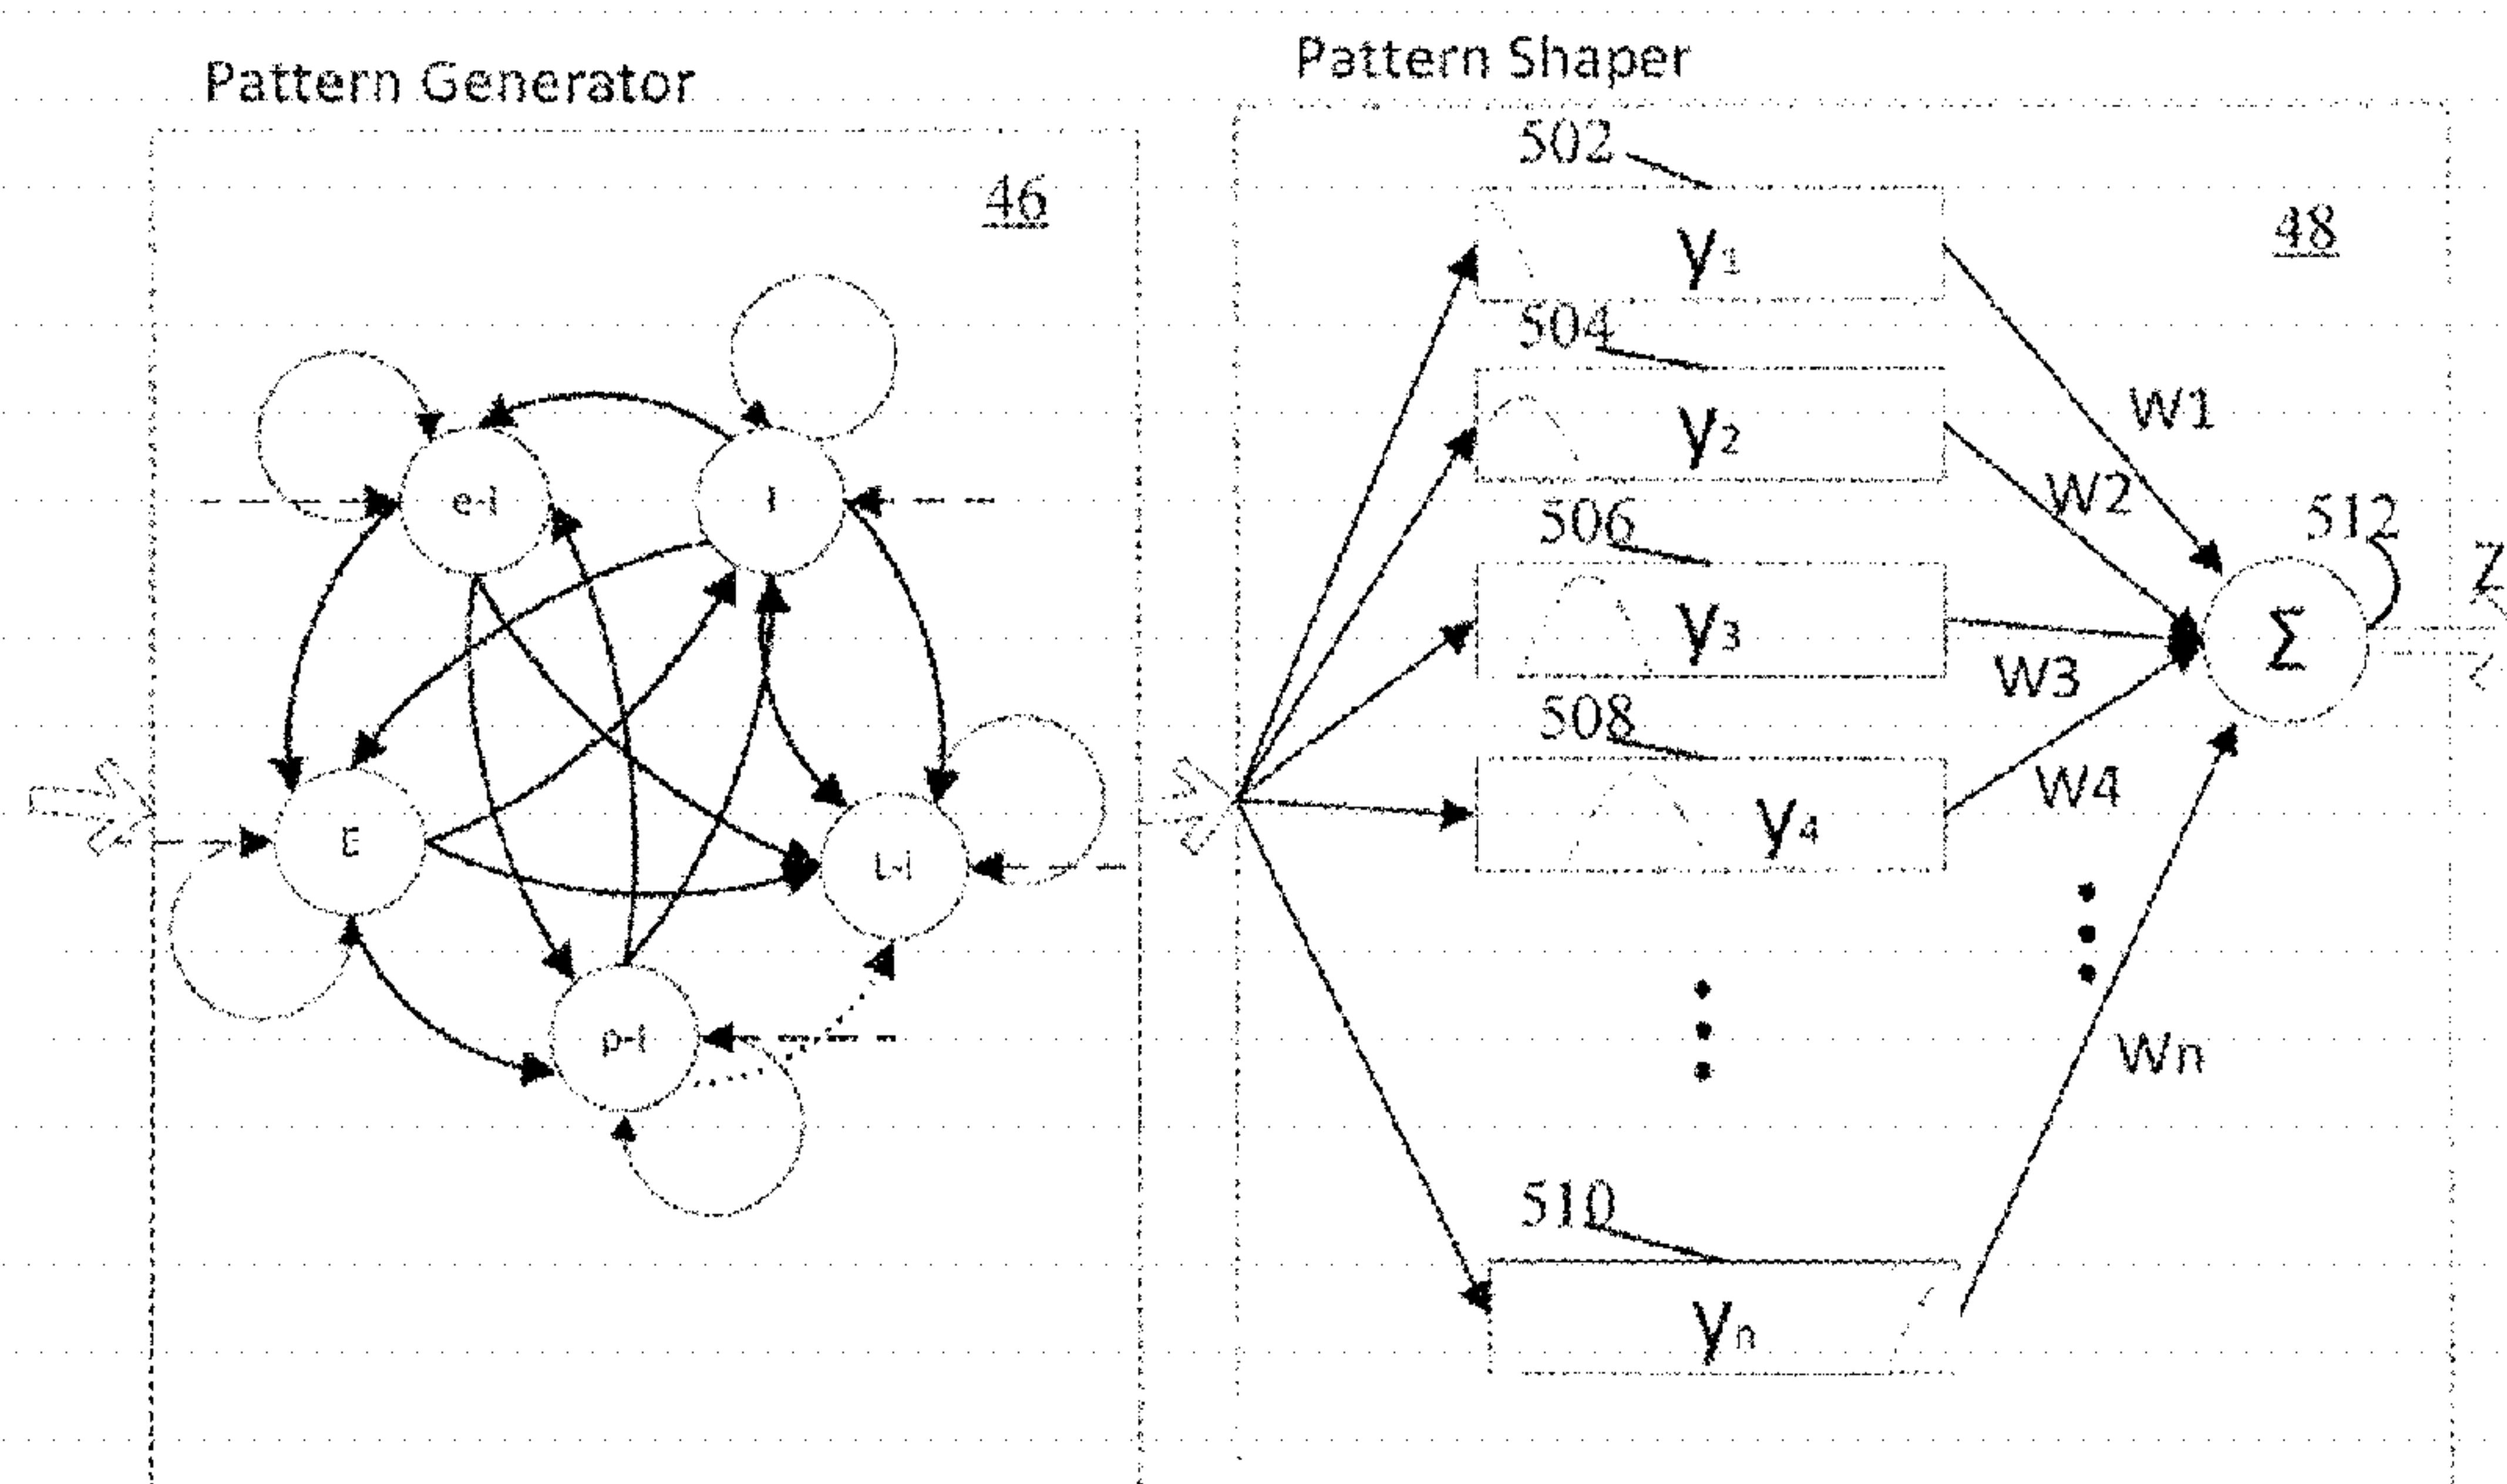 Pattern Generator
46
e-I
I
E
L-I
p-I
Pattern Shaper
48
502
y1
504
y2
506
y3
508
y4
510
yn
W1
W2
W3
W4
Wn
512
Σ
Z